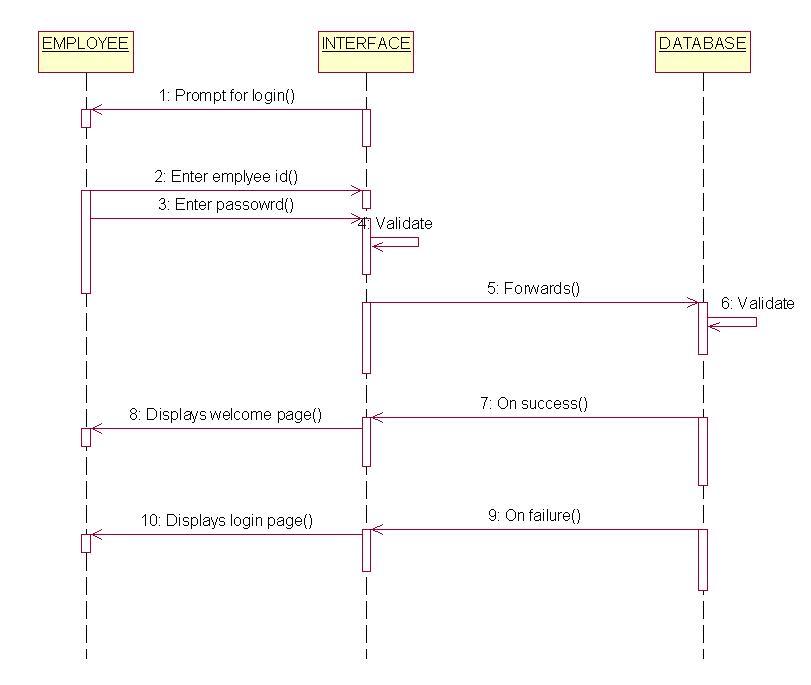 EMPLOYEE
INTERFACE
DATABASE
1: Prompt for login()
2: Enter emplyee id()
3: Enter passowrd()
4: Validate
5: Forwards()
6: Validate
7: On success()
8: Displays welcome page()
9: On failure()
10: Displays login page()